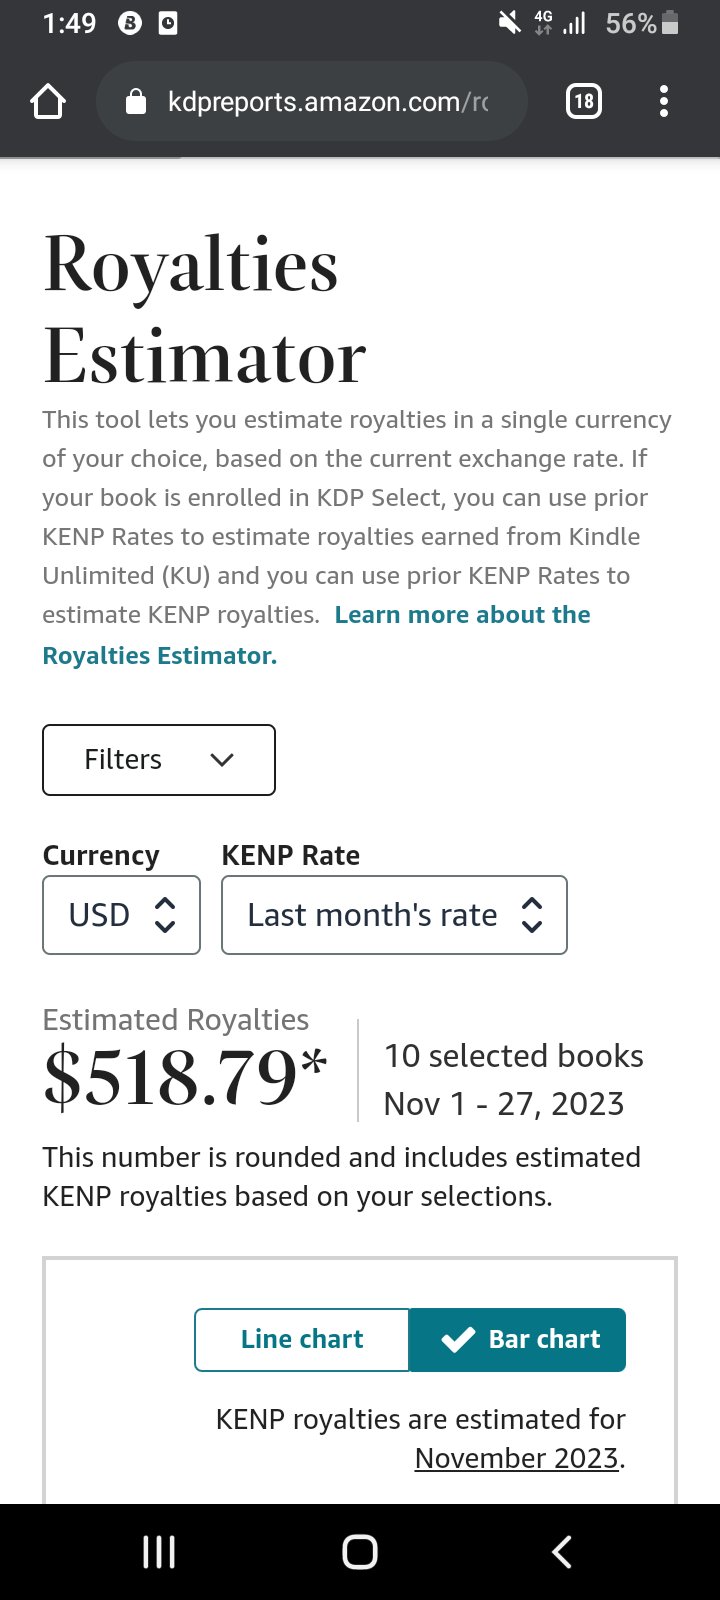 1:49
4G
56%
kdpreports.amazon.com/ro
18
Royalties
Estimator
This tool lets you estimate royalties in a single currency
of your choice, based on the current exchange rate. If
your book is enrolled in KDP Select, you can use prior
KENP Rates to estimate royalties earned from Kindle
Unlimited (KU) and you can use prior KENP Rates to
estimate KENP royalties. Learn more about the
Royalties Estimator.
Filters
Currency KENP Rate
USD Last month's rate
Estimated Royalties
$518.79*
10 selected books
Nov 1 - 27, 2023
This number is rounded and includes estimated
KENP royalties based on your selections.
Line chart Bar chart
KENP royalties are estimated for
November 2023.